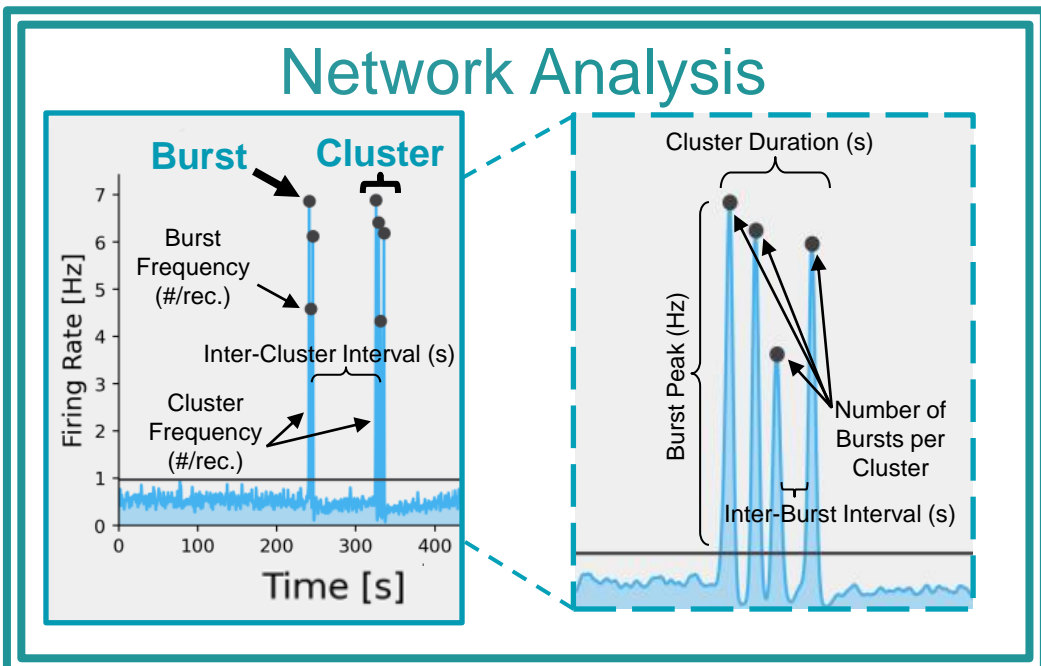 Network Analysis
Burst
Cluster
Firing Rate [Hz]
7
6
5
4
3
2
1
0
Burst
Frequency
(#/rec.)
Inter-Cluster Interval (s)
Cluster
Frequency
(#/rec.)
0
100
200
300
400
Time [s]
Cluster Duration (s)
Burst Peak (Hz)
Number of
Bursts per
Cluster
Inter-Burst Interval (s)